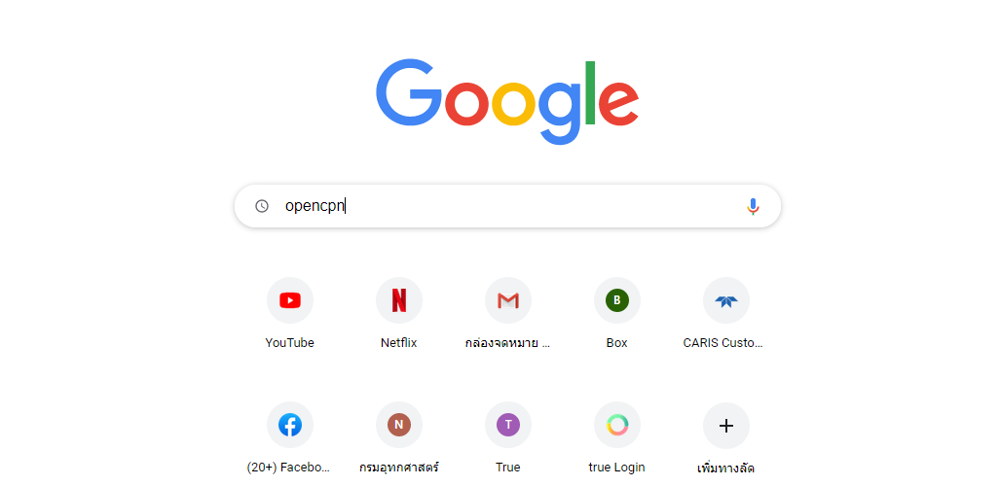 Google
opencpn
YouTube
Netflix
กล่องจดหมาย ...
B
Box
CARIS Custo...
(20+) Facebo...
N
กรมอุทกศาสตร์
T
True
true Login
เพิ่มทางลัด